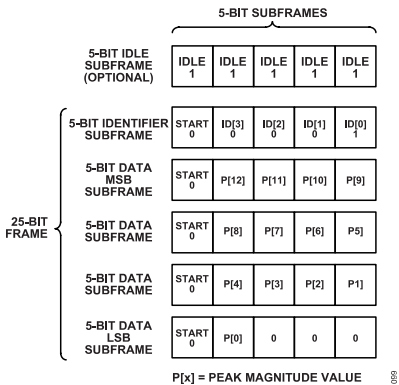 5-BIT SUBFRAMES
5-BIT IDLE
SUBFRAME
(OPTIONAL)
IDLE
1
IDLE
1
IDLE
1
IDLE
1
IDLE
1
25-BIT
FRAME
5-BIT IDENTIFIER
SUBFRAME
START
0
ID[3]
0
ID[2]
0
ID[1]
0
ID[0]
1
5-BIT DATA
MSB
SUBFRAME
START
0
P[12]
P[11]
P[10]
P[9]
5-BIT DATA
SUBFRAME
START
0
P[8]
P[7]
P[6]
P5]
5-BIT DATA
SUBFRAME
START
0
P[4]
P[3]
P[2]
P1]
5-BIT DATA
LSB
SUBFRAME
START
0
P[0]
0
0
0
P[x] = PEAK MAGNITUDE VALUE
099